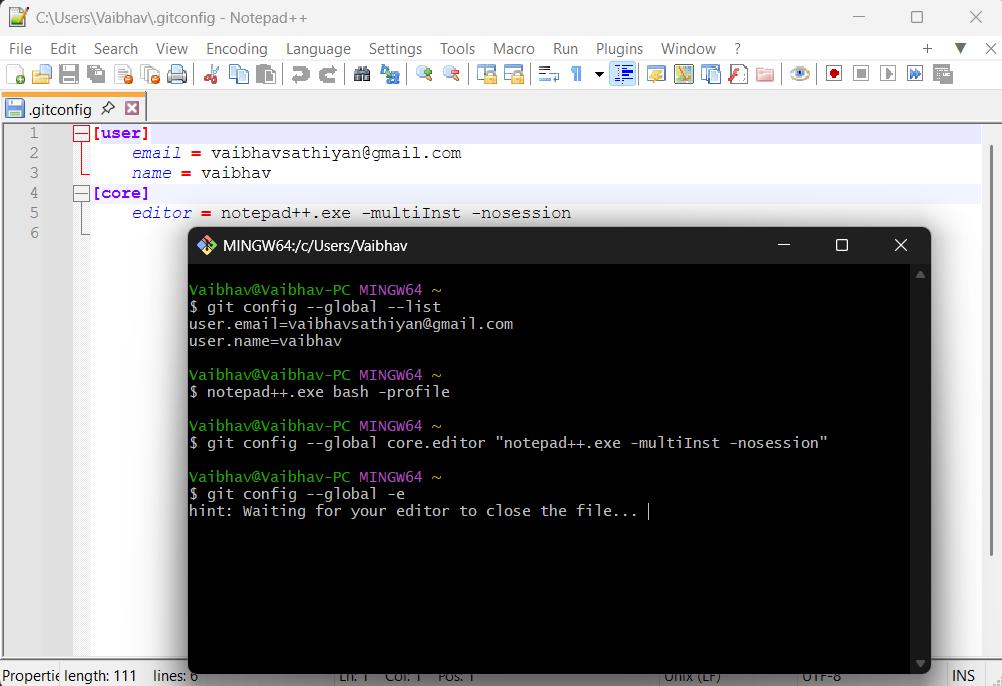 C:\Users\Vaibhav\.gitconfig - Notepad++
File Edit Search View Encoding Language Settings Tools Macro Run Plugins Window ?
.gitconfig
1 [user]
2 email = vaibhavsathiyan@gmail.com
3 name = vaibhav
4 [core]
5 editor = notepad++.exe -multiInst -nosession
6
MINGW64:/c/Users/Vaibhav
Vaibhav@Vaibhav-PC MINGW64 ~
$ git config --global --list
user.email=vaibhavsathiyan@gmail.com
user.name=vaibhav
Vaibhav@Vaibhav-PC MINGW64 ~
$ notepad++.exe bash -profile
Vaibhav@Vaibhav-PC MINGW64 ~
$ git config --global core.editor "notepad++.exe -multiInst -nosession"
Vaibhav@Vaibhav-PC MINGW64 ~
$ git config --global -e
hint: Waiting for your editor to close the file...
Propertie length: 111 lines: 6 Ln: 1 Col: 1 Pos: 1 Unix (LF) UTF-8 INS